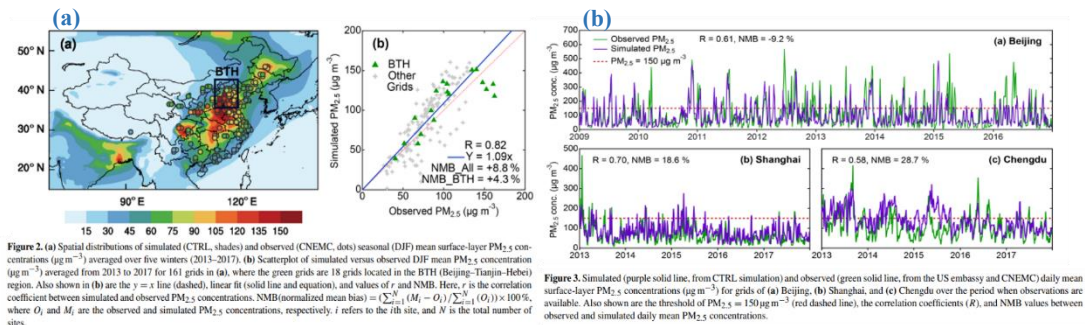 (a)
(a)
50° N
40° N
30° N
20° N
BTH
90° E
120° E
15 30 45 60 75 90 105 120 135 150
(b)
Simulated PM2.5 (μg m-3)
200
150
100
50
0
BTH
Other
Grids
R = 0.82
Y = 1.09x
NMB_All = +8.8 %
NMB_BTH = +4.3 %
0 50 100 150 200
Observed PM2.5 (μg m-3)
Figure 2. (a) Spatial distributions of simulated (CTRL, shades) and observed (CNEMC, dots) seasonal (DJF) mean surface-layer PM2.5 con-
centrations (μg m-3) averaged over five winters (2013–2017). (b) Scatterplot of simulated versus observed DJF mean PM2.5 concentration
(μg m-3) averaged from 2013 to 2017 for 161 grids in (a), where the green grids are 18 grids located in the BTH (Beijing–Tianjin–Hebei)
region. Also shown in (b) are the y = x line (dashed), linear fit (solid line and equation), and values of r and NMB. Here, r is the correlation
coefficient between simulated and observed PM2.5 concentrations. NMB(normalized mean bias) = (∑ᴺᵢ₌₁ (Mᵢ − Oᵢ)/∑ᴺᵢ₌₁(Oᵢ))×100%,
where Oᵢ and Mᵢ are the observed and simulated PM2.5 concentrations, respectively. i refers to the ith site, and N is the total number of
sites.
(b)
PM2.5 conc. (μg m-3)
700
600
500
400
300
200
100
0
Observed PM2.5
Simulated PM2.5
PM2.5 = 150 μg m-3
R = 0.61, NMB = -9.2 %
(a) Beijing
2009 2010 2011 2012 2013 2014 2015 2016
PM2.5 conc. (μg m-3)
500
400
300
200
100
0
R = 0.70, NMB = 18.6 %
(b) Shanghai
2013 2014 2015 2016
R = 0.58, NMB = 28.7 %
(c) Chengdu
2013 2014 2015 2016
Figure 3. Simulated (purple solid line, from CTRL simulation) and observed (green solid line, from the US embassy and CNEMC) daily mean
surface-layer PM2.5 concentrations (μg m-3) for grids of (a) Beijing, (b) Shanghai, and (c) Chengdu over the period when observations are
available. Also shown are the threshold of PM2.5 = 150 μg m-3 (red dashed line), the correlation coefficients (R), and NMB values between
observed and simulated daily mean PM2.5 concentrations.